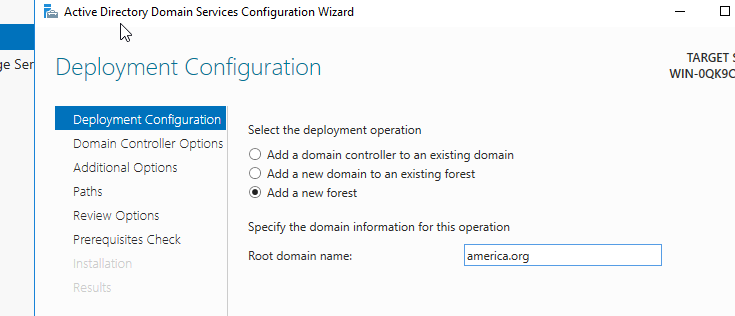 Active Directory Domain Services Configuration Wizard
Deployment Configuration
TARGET S
WIN-0QK9C
ge Ser
Deployment Configuration
Domain Controller Options
Additional Options
Paths
Review Options
Prerequisites Check
Installation
Results
Select the deployment operation
Add a domain controller to an existing domain
Add a new domain to an existing forest
Add a new forest
Specify the domain information for this operation
Root domain name:
america.org